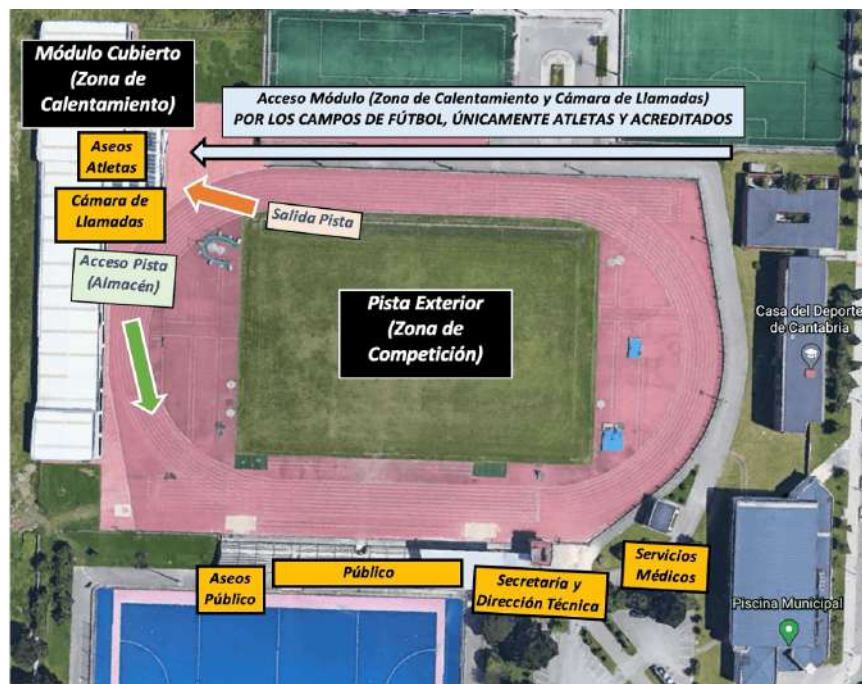 Módulo Cubierto
(Zona de
Calentamiento)
Acceso Módulo (Zona de Calentamiento y Cámara de Llamadas)
POR LOS CAMPOS DE FÚTBOL, ÚNICAMENTE ATLETAS Y ACREDITADOS
Aseos
Atletas
Cámara de
Llamadas
Salida Pista
Acceso Pista
(Almacén)
Pista Exterior
(Zona de
Competición)
Casa del Deporte
de Cantabria
Aseos
Público
Público
Secretaría y
Dirección Técnica
Servicios
Médicos
Piscina Municipal